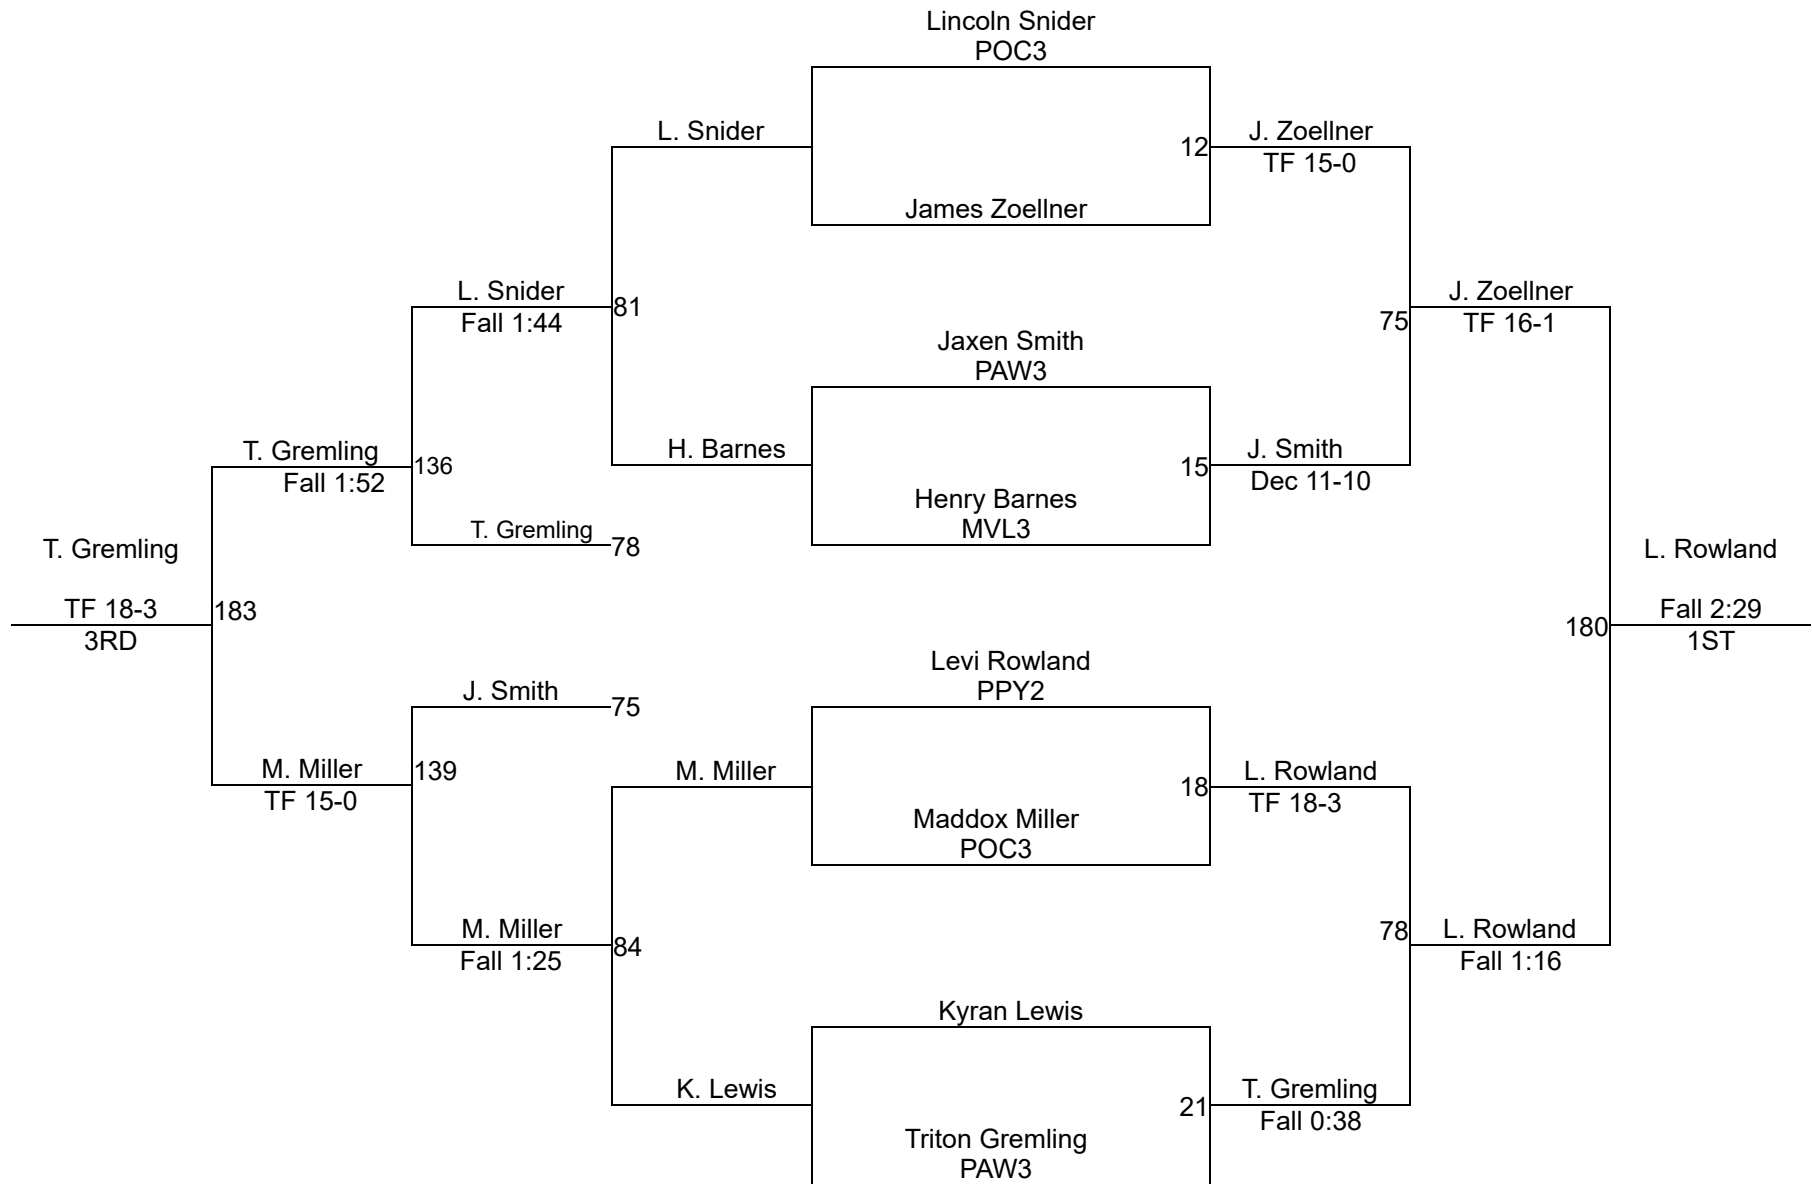 Lincoln Snider
POC3
L. Snider
12
J. Zoellner
TF 15-0
James Zoellner
L. Snider
Fall 1:44
81
J. Zoellner
TF 16-1
75
Jaxen Smith
PAW3
T. Gremling
Fall 1:52
136
H. Barnes
15
J. Smith
Dec 11-10
Henry Barnes
MVL3
T. Gremling
78
T. Gremling
TF 18-3
3RD
183
L. Rowland
Fall 2:29
1ST
180
Levi Rowland
PPY2
J. Smith
75
M. Miller
TF 15-0
139
M. Miller
18
L. Rowland
TF 18-3
Maddox Miller
POC3
M. Miller
Fall 1:25
84
78
L. Rowland
Fall 1:16
Kyran Lewis
K. Lewis
21
T. Gremling
Fall 0:38
Triton Gremling
PAW3